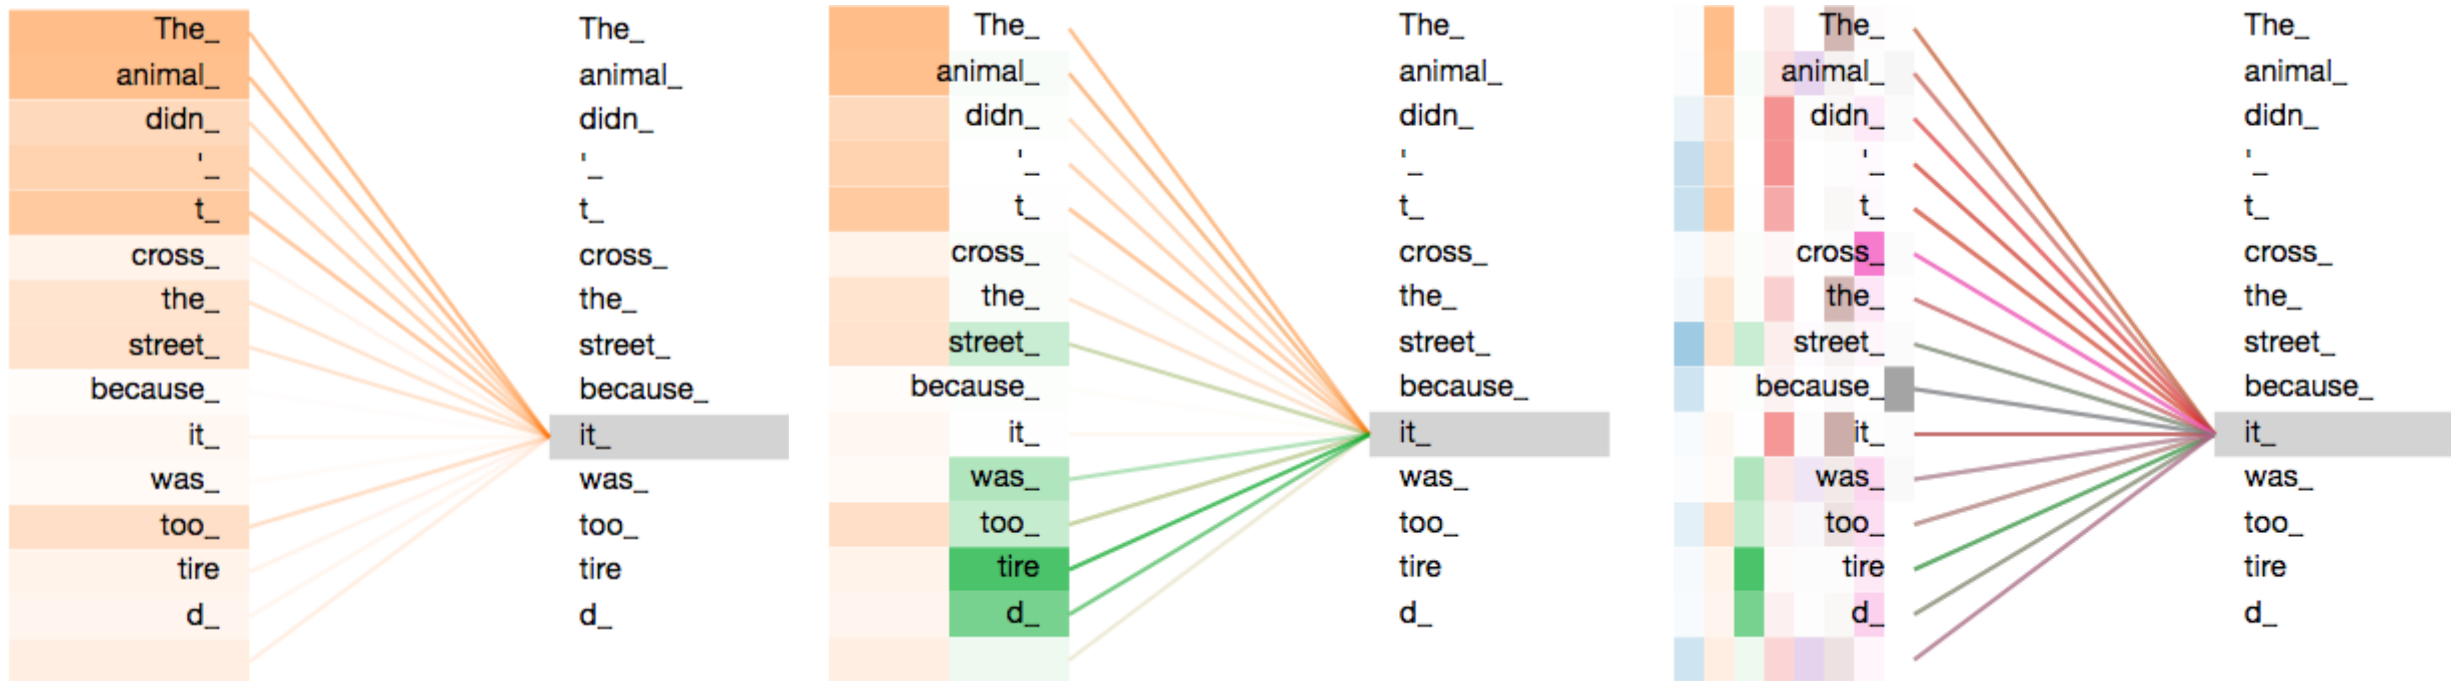 The_ The_ The_ The_ The_ The_
animal_ animal_ animal_ animal_ animal_ animal_
didn_ didn_ didn_ didn_ didn_ didn_
'_ '_ '_ '_ '_ '_
t_ t_ t_ t_ t_ t_
cross_ cross_ cross_ cross_ cross_ cross_
the_ the_ the_ the_ the_ the_
street_ street_ street_ street_ street_ street_
because_ because_ because_ because_ because_ because_
it_ it_ it_ it_ it_ it_
was_ was_ was_ was_ was_ was_
too_ too_ too_ too_ too_ too_
tire tire tire tire tire tire
d_ d_ d_ d_ d_ d_